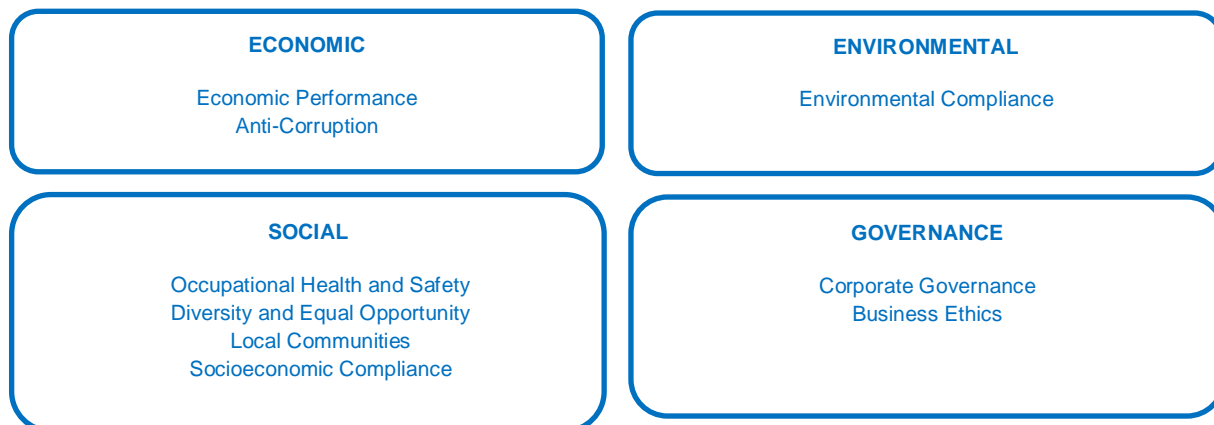 ECONOMIC
Economic Performance
Anti-Corruption
ENVIRONMENTAL
Environmental Compliance
SOCIAL
Occupational Health and Safety
Diversity and Equal Opportunity
Local Communities
Socioeconomic Compliance
GOVERNANCE
Corporate Governance
Business Ethics